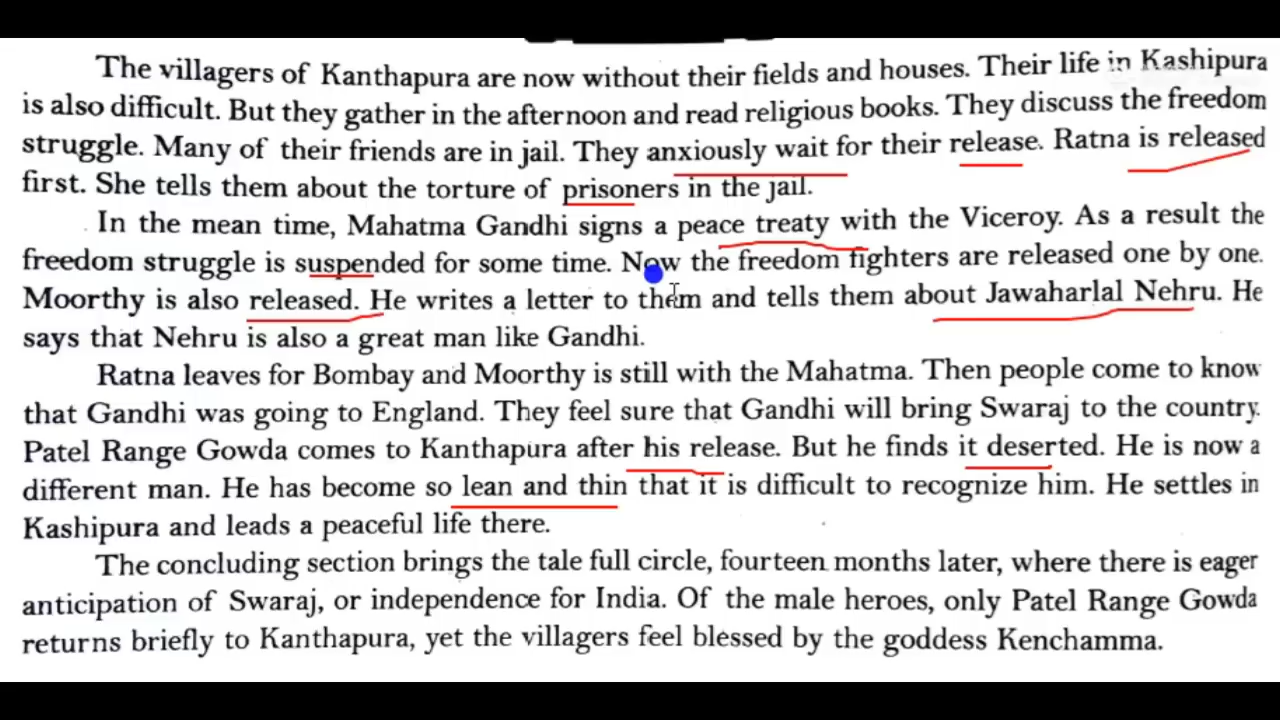 The villagers of Kanthapura are now without their fields and houses. Their life in Kashipura
is also difficult. But they gather in the afternoon and read religious books. They discuss the freedom
struggle. Many of their friends are in jail. They anxiously wait for their release. Ratna is released
first. She tells them about the torture of prisoners in the jail.
In the mean time, Mahatma Gandhi signs a peace treaty with the Viceroy. As a result the
freedom struggle is suspended for some time. Now the freedom fighters are released one by one.
Moorthy is also released. He writes a letter to them and tells them about Jawaharlal Nehru. He
says that Nehru is also a great man like Gandhi.
Ratna leaves for Bombay and Moorthy is still with the Mahatma. Then people come to know
that Gandhi was going to England. They feel sure that Gandhi will bring Swaraj to the country.
Patel Range Gowda comes to Kanthapura after his release. But he finds it deserted. He is now a
different man. He has become so lean and thin that it is difficult to recognize him. He settles in
Kashipura and leads a peaceful life there.
The concluding section brings the tale full circle, fourteen months later, where there is eager
anticipation of Swaraj, or independence for India. Of the male heroes, only Patel Range Gowda
returns briefly to Kanthapura, yet the villagers feel blessed by the goddess Kenchamma.